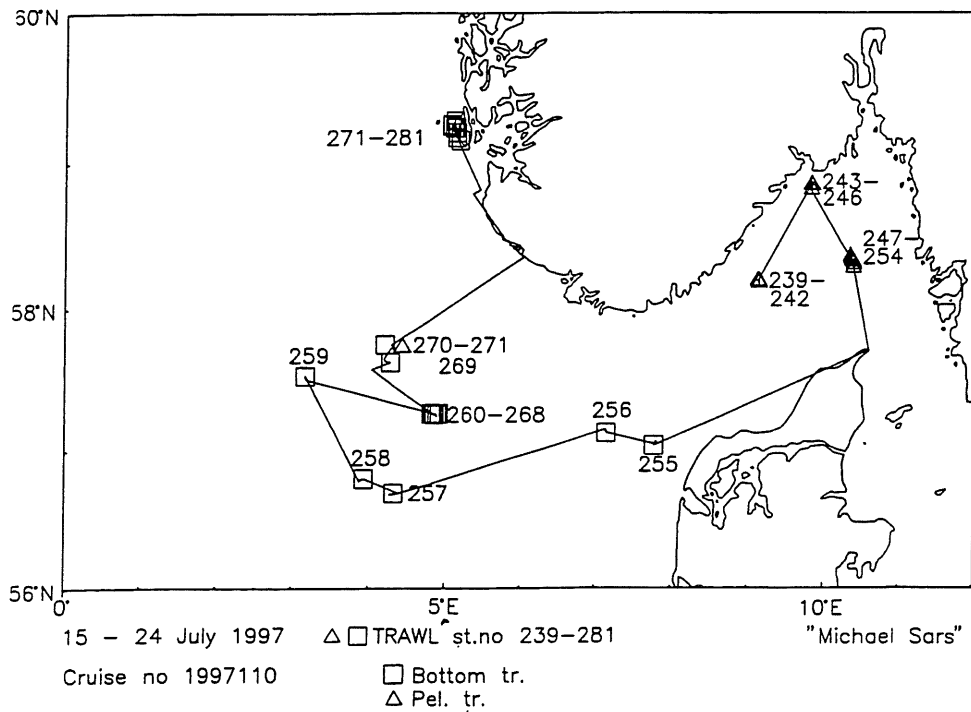 60°N
271-281
243-
246
247-
254
239-
242
58°N
270-271
269
259
260-268
256
255
258
257
56°N
0°
5°E
10°E
15 - 24 July 1997
△ □ TRAWL st.no 239-281
"Michael Sars"
Cruise no 1997110
□ Bottom tr.
△ Pel. tr.